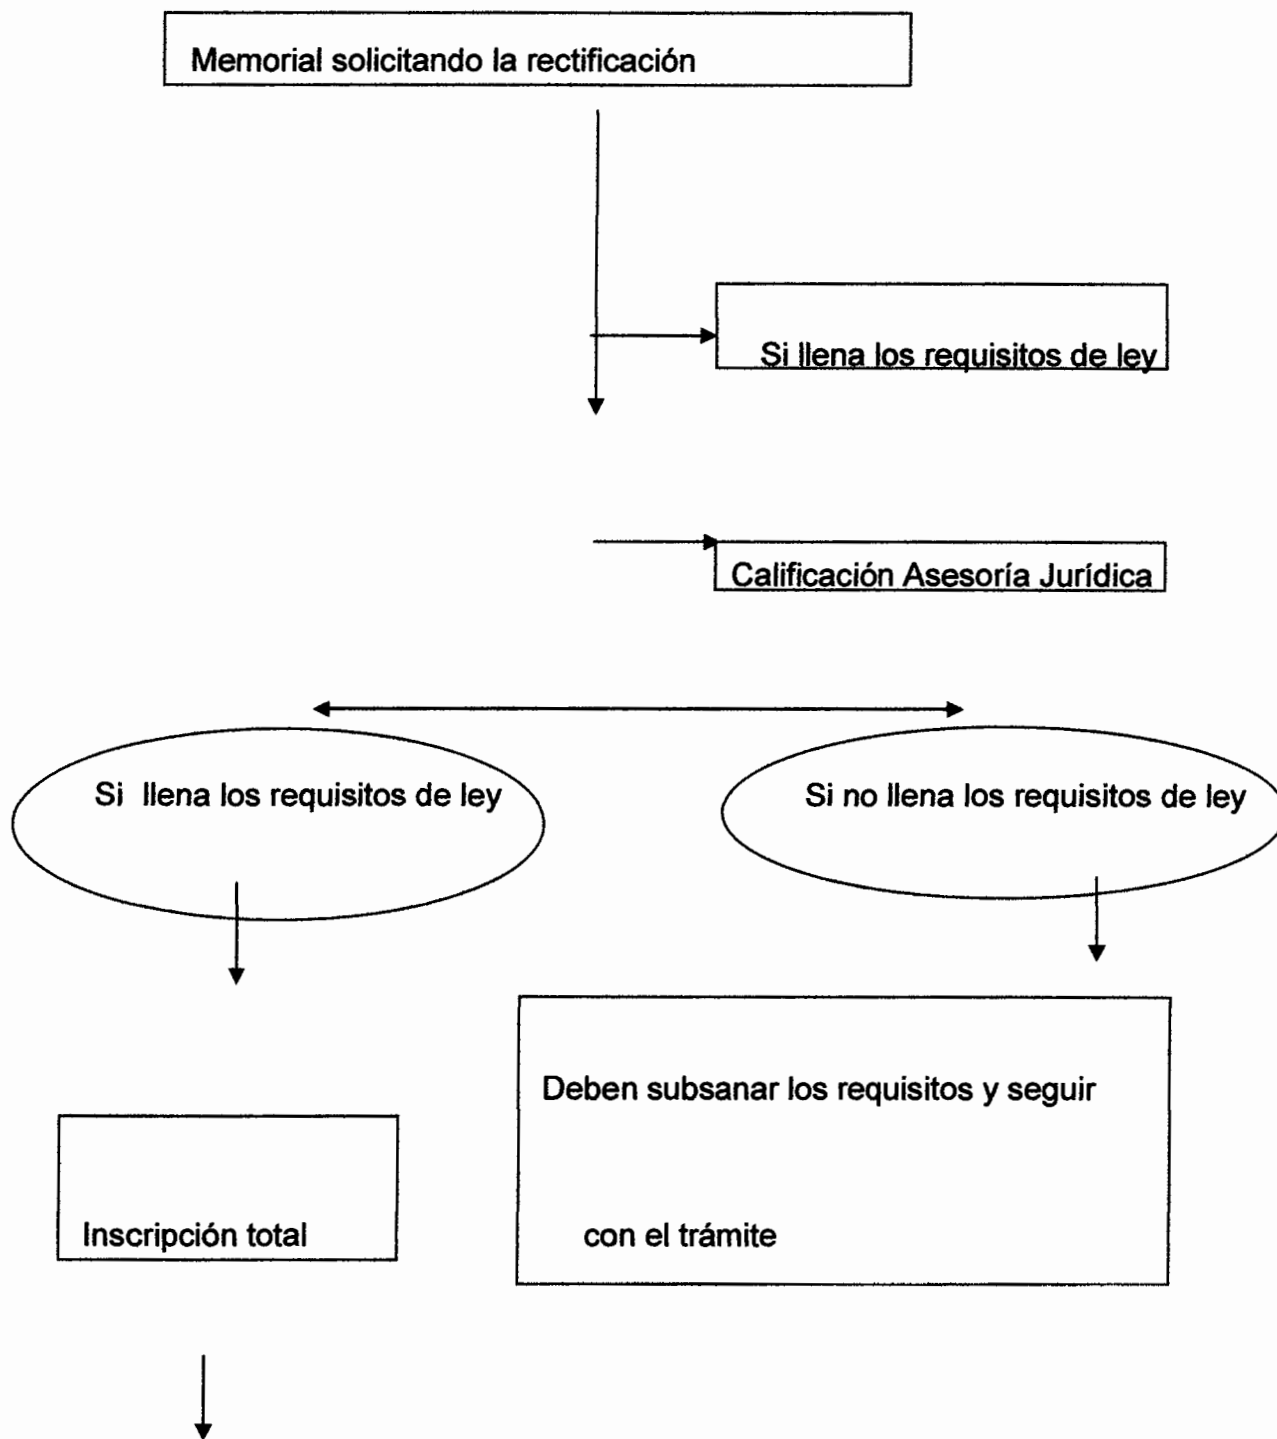 Memorial solicitando la rectificación
Si llena los requisitos de ley
Calificación Asesoría Jurídica
Si llena los requisitos de ley
Si no llena los requisitos de ley
Deben subsanar los requisitos y seguir
con el trámite
Inscripción total